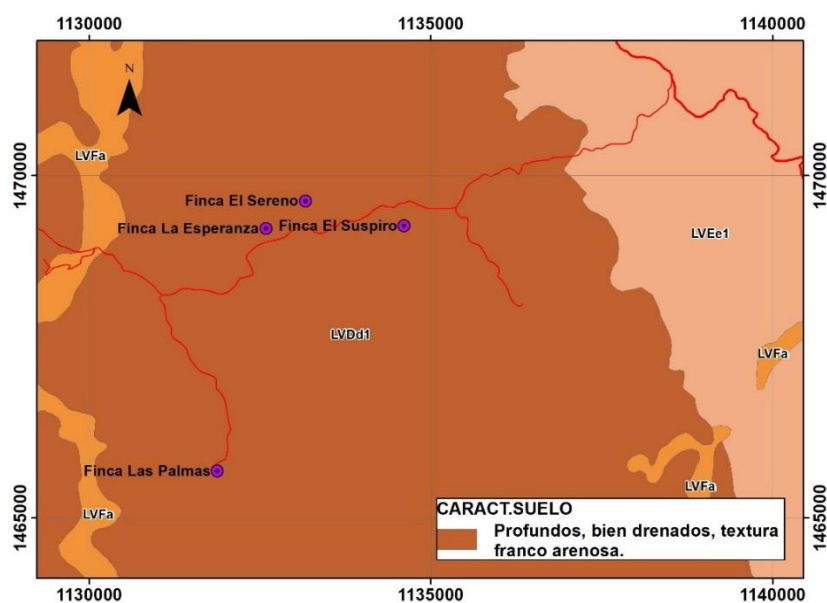 1130000
1135000
1140000
N
LVFa
1470000
1470000
Finca El Sereno
Finca La Esperanza
Finca El Suspiro
LVEe1
LVDd1
LVFa
Finca Las Palmas
LVFa
LVFa
1465000
1465000
CARACT.SUELO
Profundos, bien drenados, textura
franco arenosa.
1130000
1135000
1140000